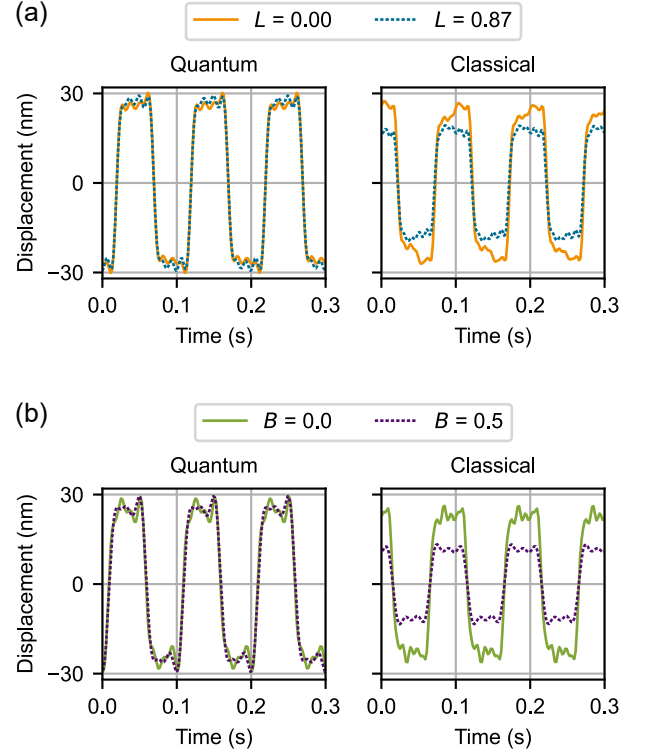 (a)
L = 0.00 L = 0.87
Quantum Classical
Displacement (nm)
30
0
−30
0.0 0.1 0.2 0.3 0.0 0.1 0.2 0.3
Time (s) Time (s)
(b)
B = 0.0 B = 0.5
Quantum Classical
Displacement (nm)
30
0
−30
0.0 0.1 0.2 0.3 0.0 0.1 0.2 0.3
Time (s) Time (s)